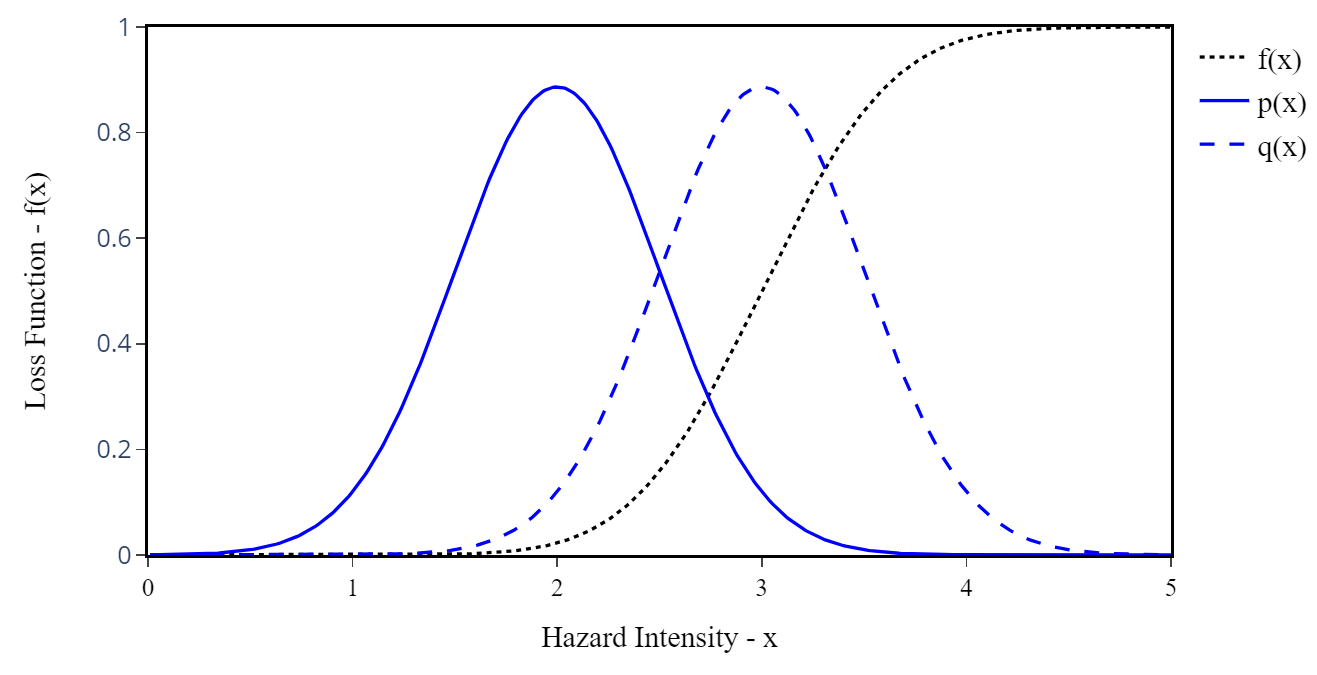 1
0.8
0.6
0.4
0.2
0
Loss Function - f(x)
0 1 2 3 4 5
Hazard Intensity - x
f(x)
p(x)
q(x)